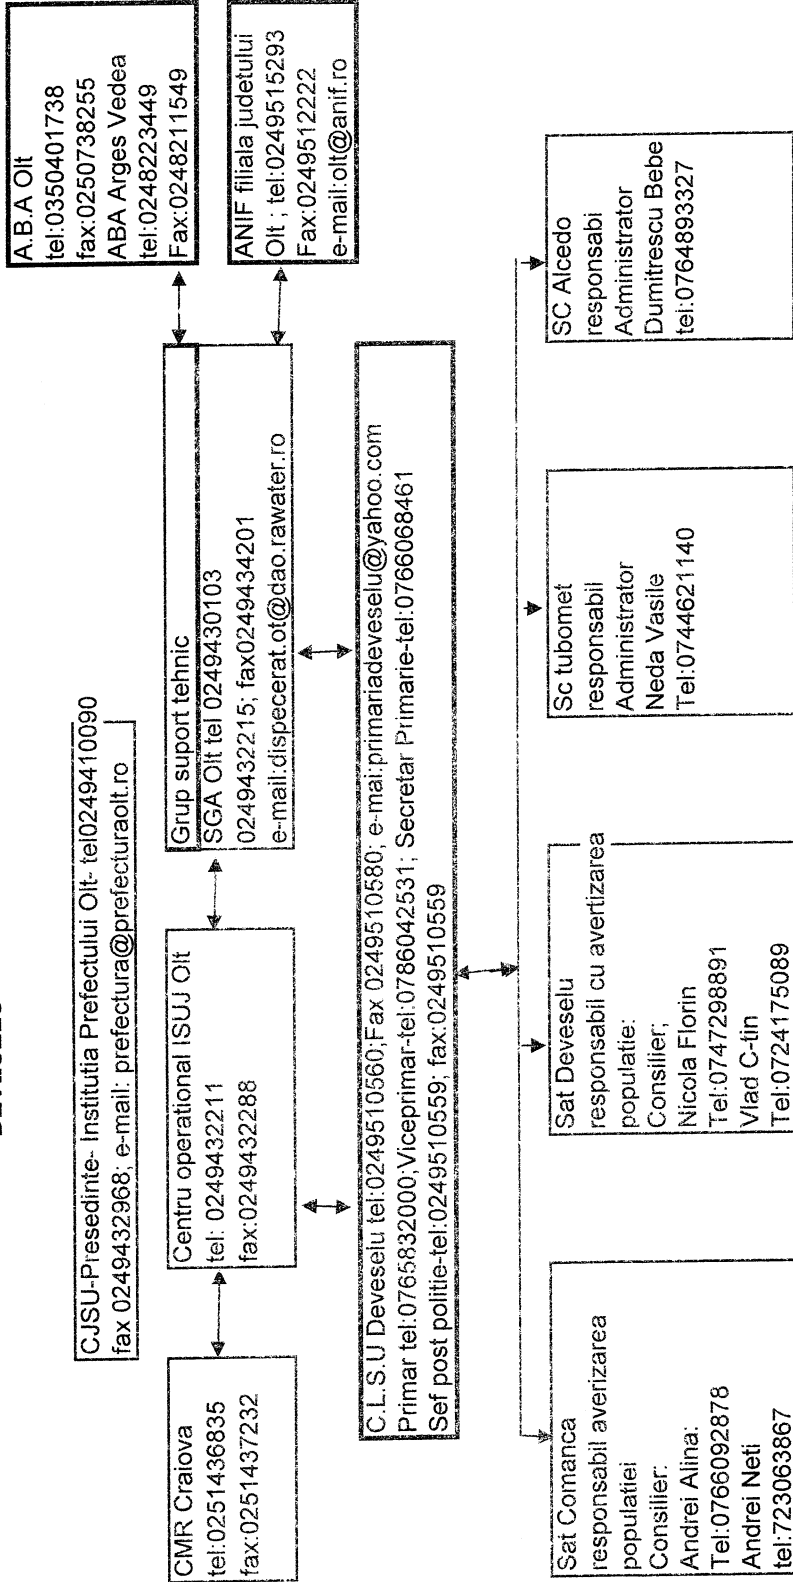 CJSU-Presedinte- Institutia Prefectului Olt- tel0249410090
fax 0249432968; e-mail: prefectura@prefecturaolt.ro
CMR Craiova
tel:0251436835
fax:0251437232
Centru operational ISUJ Olt
tel: 0249432211
fax:0249432288
Grup suport tehnic
SGA Olt tel 0249430103
0249432215; fax0249434201
e-mail:dispecerat.ot@dao.rawater.ro
A.B.A Olt
tel:0350401738
fax:0250738255
ABA Arges Vedea
tel:0248223449
Fax:0248211549
ANIF filiala judetului
Olt ; tel:0249515293
Fax:0249512222
e-mail:olt@anif.ro
C.L.S.U Deveselu tel:0249510560;Fax 0249510580; e-mai:primariadeveselu@yahoo.com
Primar tel:0765832000;Viceprimar-tel:0786042531; Secretar Primarie-tel:0766068461
Sef post politie-tel:0249510559; fax:0249510559
Sat Comanca
responsabil averizarea
populatiei
Consilier:
Andrei Alina:
Tel:0766092878
Andrei Neti
tel:723063867
Sat Deveselu
responsabil cu avertizarea
populatie:
Consilier;
Nicola Florin
Tel:0747298891
Vlad C-tin
Tel:0724175089
Sc tubomet
responsabil
Administrator
Neda Vasile
Tel:0744621140
SC Alcedo
responsabi
Administrator
Dumitrescu Bebe
tel:0764893327